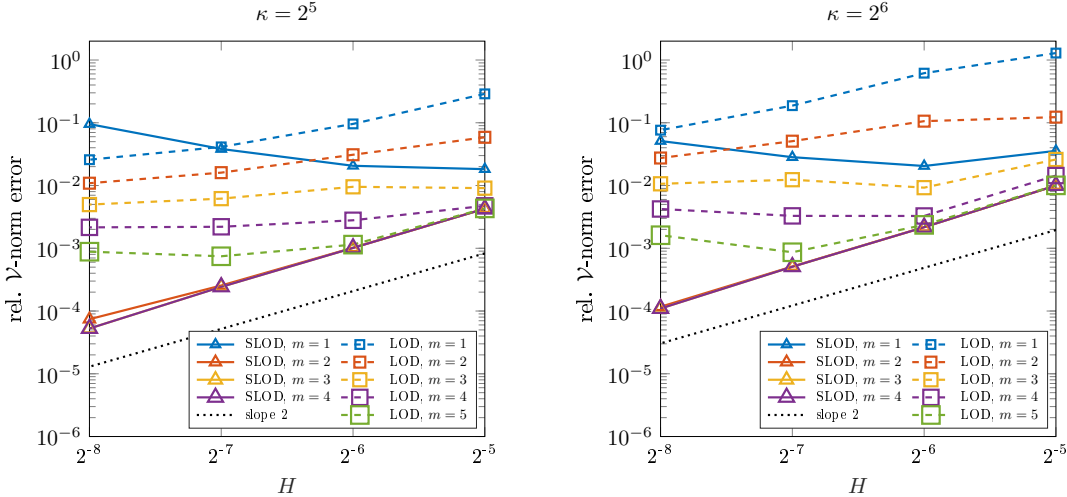 κ = 2^5
10^0
10^-1
10^-2
10^-3
10^-4
10^-5
10^-6
rel. 𝒱-norm error
2^-8
2^-7
2^-6
2^-5
H
SLOD, m = 1
LOD, m = 1
SLOD, m = 2
LOD, m = 2
SLOD, m = 3
LOD, m = 3
SLOD, m = 4
LOD, m = 4
slope 2
LOD, m = 5
κ = 2^6
10^0
10^-1
10^-2
10^-3
10^-4
10^-5
10^-6
rel. 𝒱-norm error
2^-8
2^-7
2^-6
2^-5
H
SLOD, m = 1
LOD, m = 1
SLOD, m = 2
LOD, m = 2
SLOD, m = 3
LOD, m = 3
SLOD, m = 4
LOD, m = 4
slope 2
LOD, m = 5